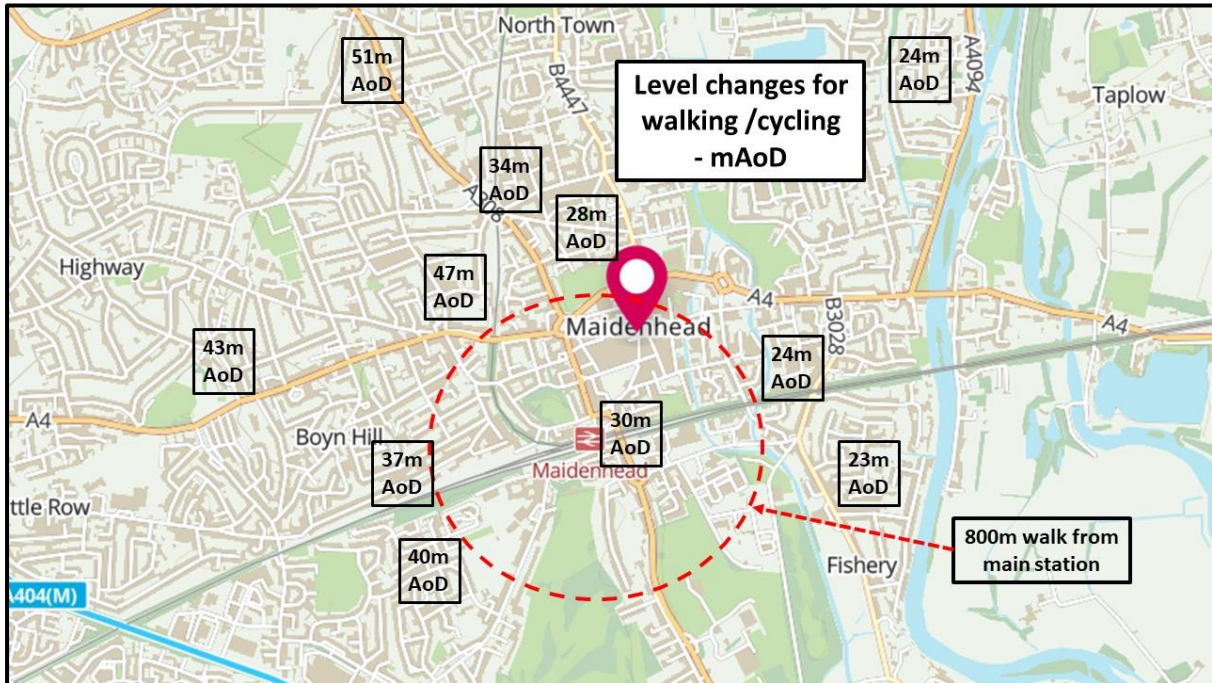 North Town
51m
AoD
24m
AoD
A4094
B4447
Taplow
Level changes for
walking /cycling
- mAoD
34m
AoD
A308
28m
AoD
Highway
47m
AoD
A4
B3028
A4
Maidenhead
43m
AoD
24m
AoD
A4
Boyn Hill
30m
AoD
Maidenhead
37m
AoD
23m
AoD
ttle Row
800m walk from
main station
40m
AoD
Fishery
A404(M)